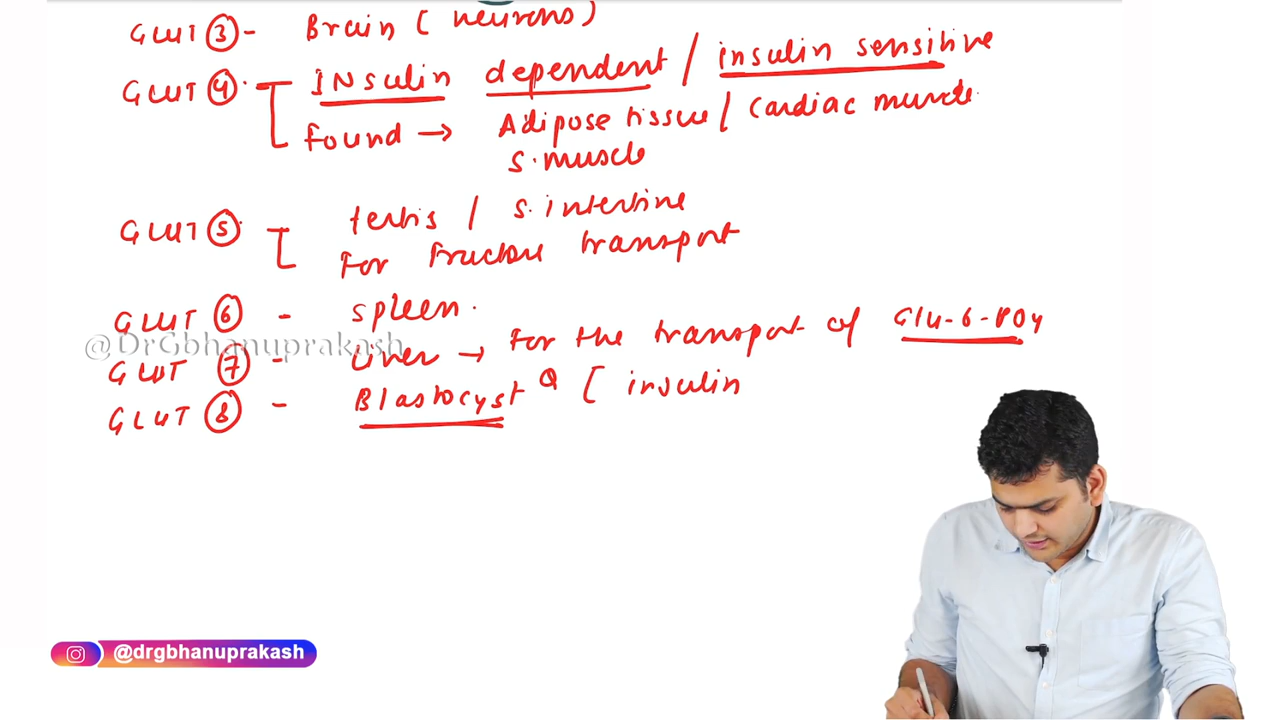 GLUT 3 - Brain ( neurons )
GLUT 4 - INsulin dependent / insulin sensitive
found → Adipose tissue / cardiac muscle
S. muscle
GLUT 5 - testis / s. intestine
for fructose transport
GLUT 6 - spleen.
@DrGbhanuprakash
GLUT 7 - Liver → for the transport of Glu-6-PO4
GLUT 8 - Blastocyst Q [ insulin
@drgbhanuprakash